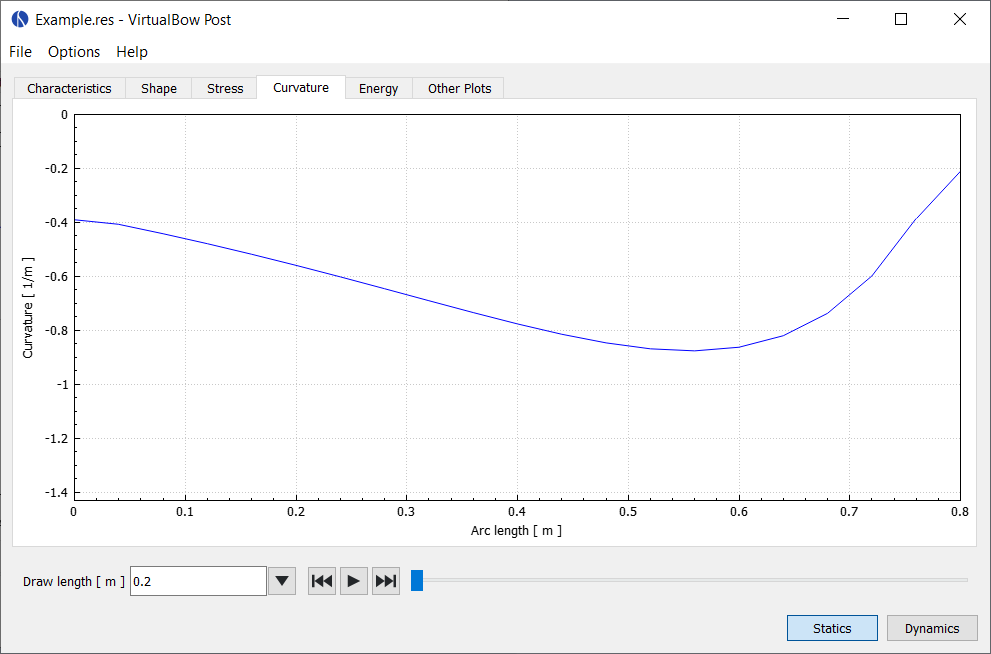 Example.res - VirtualBow Post
File Options Help
Characteristics Shape Stress Curvature Energy Other Plots
0
-0.2
-0.4
-0.6
-0.8
-1
-1.2
-1.4
Curvature [ 1/m ]
0 0.1 0.2 0.3 0.4 0.5 0.6 0.7 0.8
Arc length [ m ]
Draw length [ m ] 0.2
Statics Dynamics